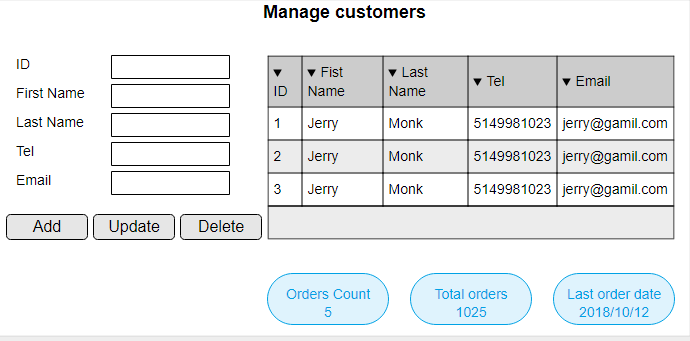 Manage customers
ID
First Name
Last Name
Tel
Email
Add Update Delete
▼ ID ▼ Fist Name ▼ Last Name ▼ Tel ▼ Email
1 Jerry Monk 5149981023 jerry@gamil.com
2 Jerry Monk 5149981023 jerry@gamil.com
3 Jerry Monk 5149981023 jerry@gamil.com
Orders Count
5
Total orders
1025
Last order date
2018/10/12